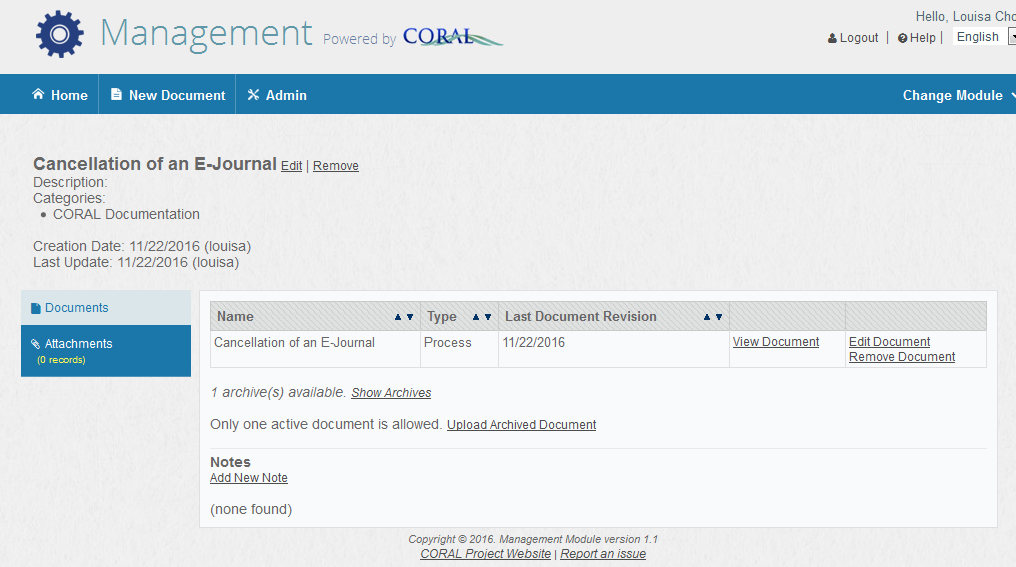 Hello, Louisa Cho
Management Powered by CORAL
Logout | Help | English
Home New Document Admin Change Module
Cancellation of an E-Journal Edit | Remove
Description:
Categories:
• CORAL Documentation
Creation Date: 11/22/2016 (louisa)
Last Update: 11/22/2016 (louisa)
Documents
Attachments
(0 records)
Name Type Last Document Revision
Cancellation of an E-Journal Process 11/22/2016 View Document Edit Document
Remove Document
1 archive(s) available. Show Archives
Only one active document is allowed. Upload Archived Document
Notes
Add New Note
(none found)
Copyright © 2016. Management Module version 1.1
CORAL Project Website | Report an issue